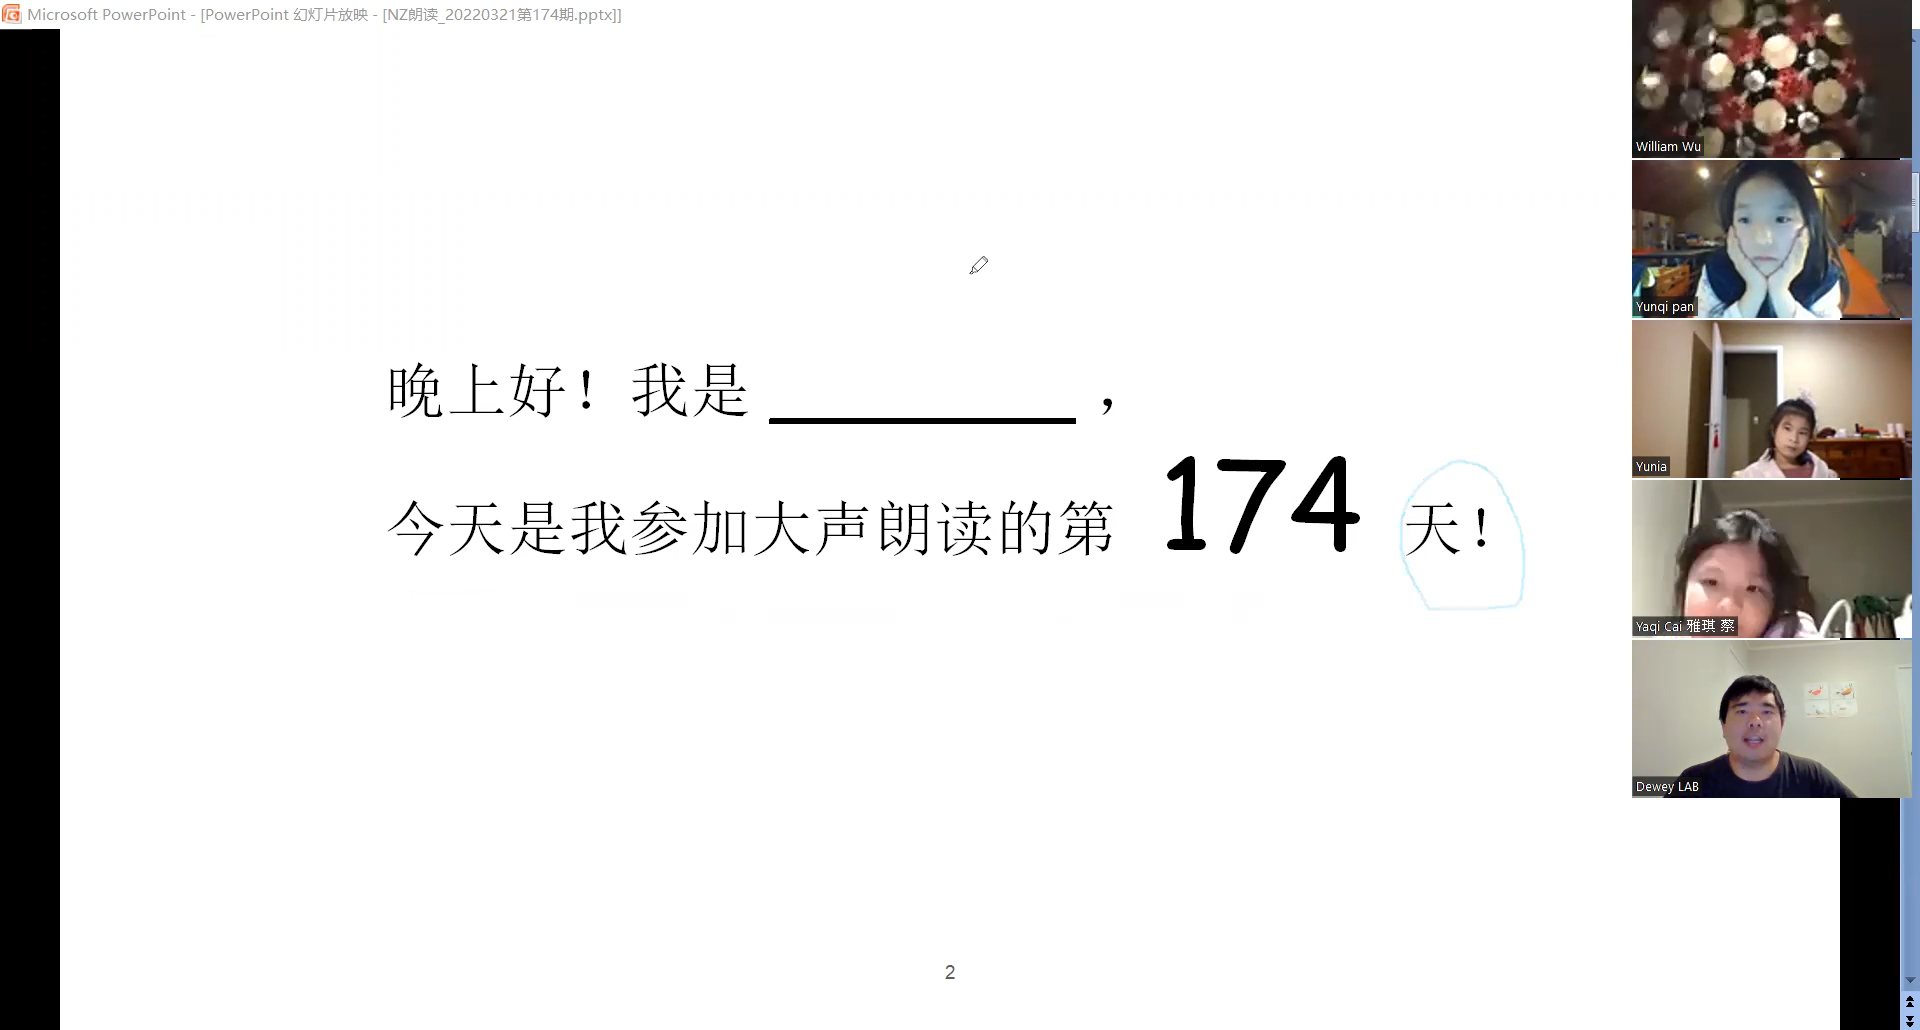 Microsoft PowerPoint - [PowerPoint 幻灯片放映 - [NZ朗读_20220321第174期.pptx]]
晚上好！我是 __________ ，
今天是我参加大声朗读的第 174 天！
2
William Wu
Yunqi pan
Yunia
Yaqi Cai 雅琪 蔡
Dewey LAB